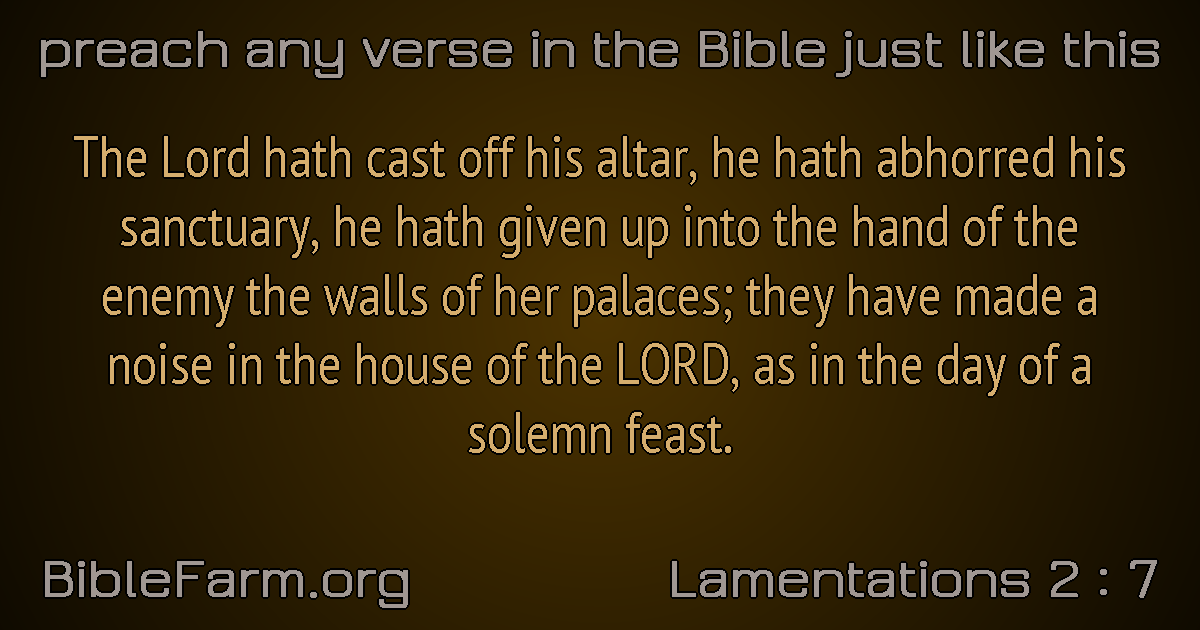 preach any verse in the Bible just like this
The Lord hath cast off his altar, he hath abhorred his
sanctuary, he hath given up into the hand of the
enemy the walls of her palaces; they have made a
noise in the house of the LORD, as in the day of a
solemn feast.
BibleFarm.org
Lamentations 2 : 7